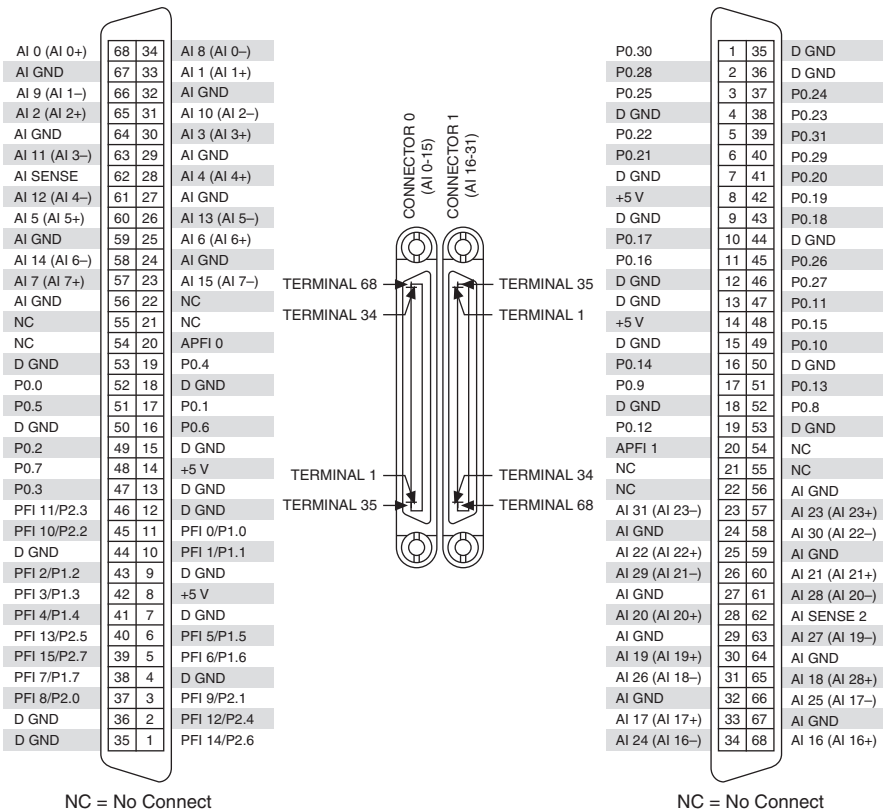 AI 0 (AI 0+) 68 34 AI 8 (AI 0–)
AI GND 67 33 AI 1 (AI 1+)
AI 9 (AI 1–) 66 32 AI GND
AI 2 (AI 2+) 65 31 AI 10 (AI 2–)
AI GND 64 30 AI 3 (AI 3+)
AI 11 (AI 3–) 63 29 AI GND
AI SENSE 62 28 AI 4 (AI 4+)
AI 12 (AI 4–) 61 27 AI GND
AI 5 (AI 5+) 60 26 AI 13 (AI 5–)
AI GND 59 25 AI 6 (AI 6+)
AI 14 (AI 6–) 58 24 AI GND
AI 7 (AI 7+) 57 23 AI 15 (AI 7–)
AI GND 56 22 NC
NC 55 21 NC
NC 54 20 APFI 0
D GND 53 19 P0.4
P0.0 52 18 D GND
P0.5 51 17 P0.1
D GND 50 16 P0.6
P0.2 49 15 D GND
P0.7 48 14 +5 V
P0.3 47 13 D GND
PFI 11/P2.3 46 12 D GND
PFI 10/P2.2 45 11 PFI 0/P1.0
D GND 44 10 PFI 1/P1.1
PFI 2/P1.2 43 9 D GND
PFI 3/P1.3 42 8 +5 V
PFI 4/P1.4 41 7 D GND
PFI 13/P2.5 40 6 PFI 5/P1.5
PFI 15/P2.7 39 5 PFI 6/P1.6
PFI 7/P1.7 38 4 D GND
PFI 8/P2.0 37 3 PFI 9/P2.1
D GND 36 2 PFI 12/P2.4
D GND 35 1 PFI 14/P2.6
NC = No Connect
CONNECTOR 0
(AI 0-15)
CONNECTOR 1
(AI 16-31)
TERMINAL 68
TERMINAL 34
TERMINAL 35
TERMINAL 1
TERMINAL 1
TERMINAL 35
TERMINAL 34
TERMINAL 68
P0.30 1 35 D GND
P0.28 2 36 D GND
P0.25 3 37 P0.24
D GND 4 38 P0.23
P0.22 5 39 P0.31
P0.21 6 40 P0.29
D GND 7 41 P0.20
+5 V 8 42 P0.19
D GND 9 43 P0.18
P0.17 10 44 D GND
P0.16 11 45 P0.26
D GND 12 46 P0.27
D GND 13 47 P0.11
+5 V 14 48 P0.15
D GND 15 49 P0.10
P0.14 16 50 D GND
P0.9 17 51 P0.13
D GND 18 52 P0.8
P0.12 19 53 D GND
APFI 1 20 54 NC
NC 21 55 NC
NC 22 56 AI GND
AI 31 (AI 23–) 23 57 AI 23 (AI 23+)
AI GND 24 58 AI 30 (AI 22–)
AI 22 (AI 22+) 25 59 AI GND
AI 29 (AI 21–) 26 60 AI 21 (AI 21+)
AI GND 27 61 AI 28 (AI 20–)
AI 20 (AI 20+) 28 62 AI SENSE 2
AI GND 29 63 AI 27 (AI 19–)
AI 19 (AI 19+) 30 64 AI GND
AI 26 (AI 18–) 31 65 AI 18 (AI 28+)
AI GND 32 66 AI 25 (AI 17–)
AI 17 (AI 17+) 33 67 AI GND
AI 24 (AI 16–) 34 68 AI 16 (AI 16+)
NC = No Connect